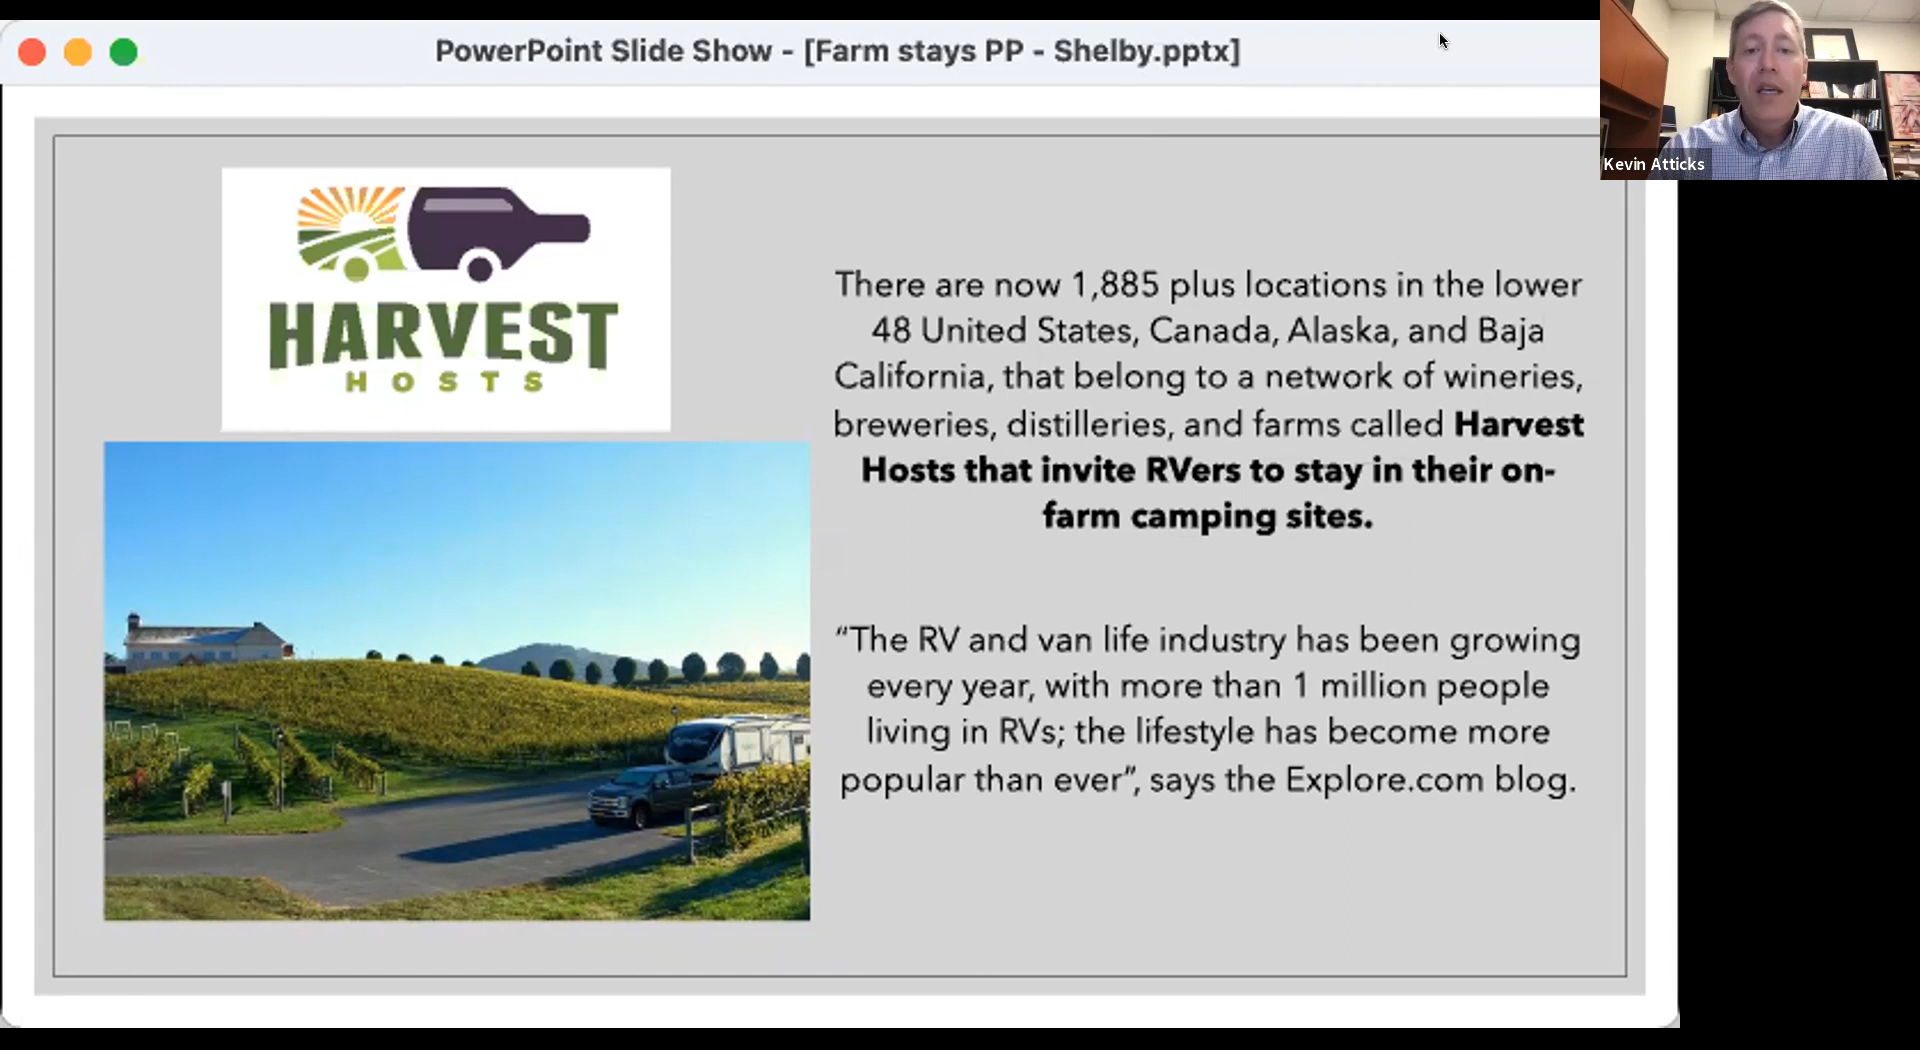 PowerPoint Slide Show - [Farm stays PP - Shelby.pptx]
Kevin Atticks
HARVEST
HOSTS
There are now 1,885 plus locations in the lower
48 United States, Canada, Alaska, and Baja
California, that belong to a network of wineries,
breweries, distilleries, and farms called Harvest
Hosts that invite RVers to stay in their on-
farm camping sites.
“The RV and van life industry has been growing
every year, with more than 1 million people
living in RVs; the lifestyle has become more
popular than ever”, says the Explore.com blog.